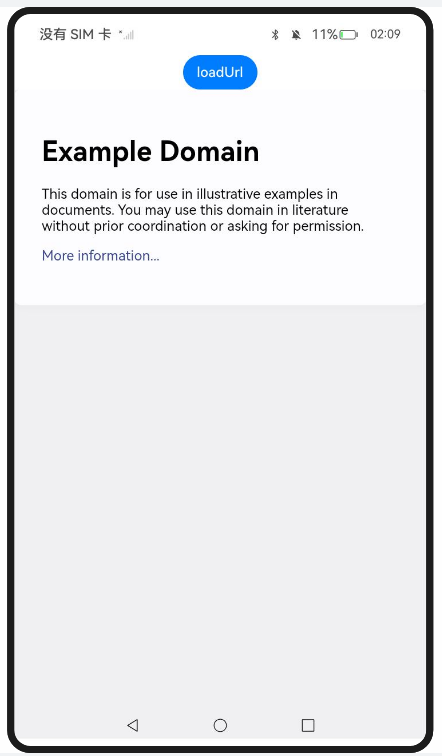 没有 SIM 卡 11% 02:09
loadUrl
Example Domain
This domain is for use in illustrative examples in
documents. You may use this domain in literature
without prior coordination or asking for permission.
More information...